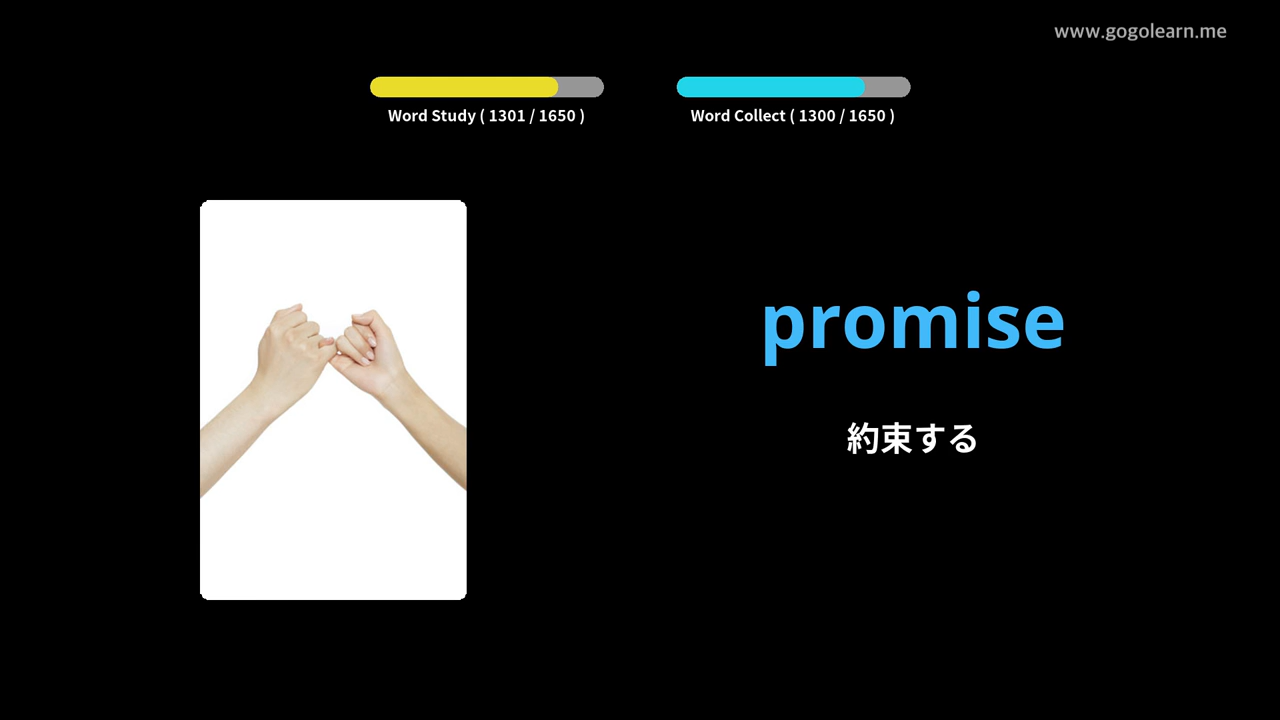 www.gogolearn.me
Word Study ( 1301 / 1650 )
Word Collect ( 1300 / 1650 )
promise
約束する